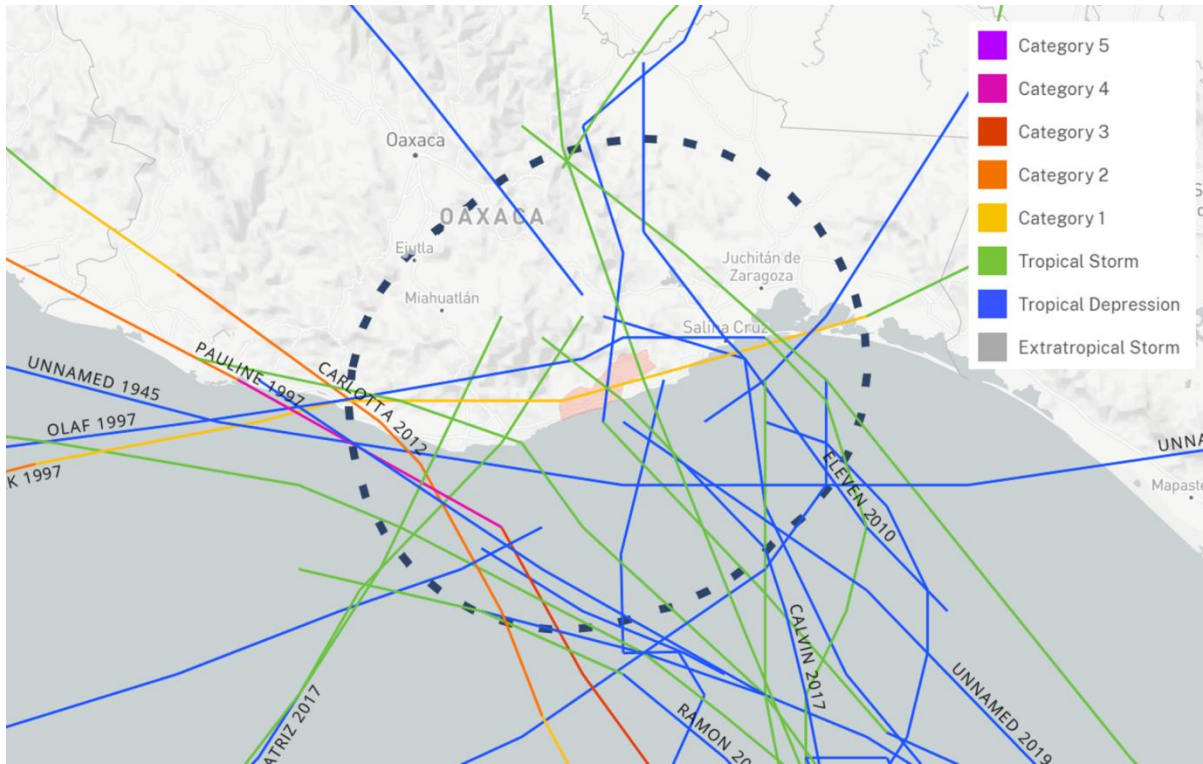 Category 5
Category 4
Category 3
Category 2
Category 1
Tropical Storm
Tropical Depression
Extratropical Storm
Oaxaca
OAXACA
Ejutla
Juchitán de
Zaragoza
Miahuatlán
Salina Cruz
PAULINE 1997
CARLOTTA 2012
UNNAMED 1945
OLAF 1997
K 1997
UNNA
Mapaste
ELEVEN 2010
CALVIN 2017
UNNAMED 2019
ATRIZ 2017
RAMON 20
S